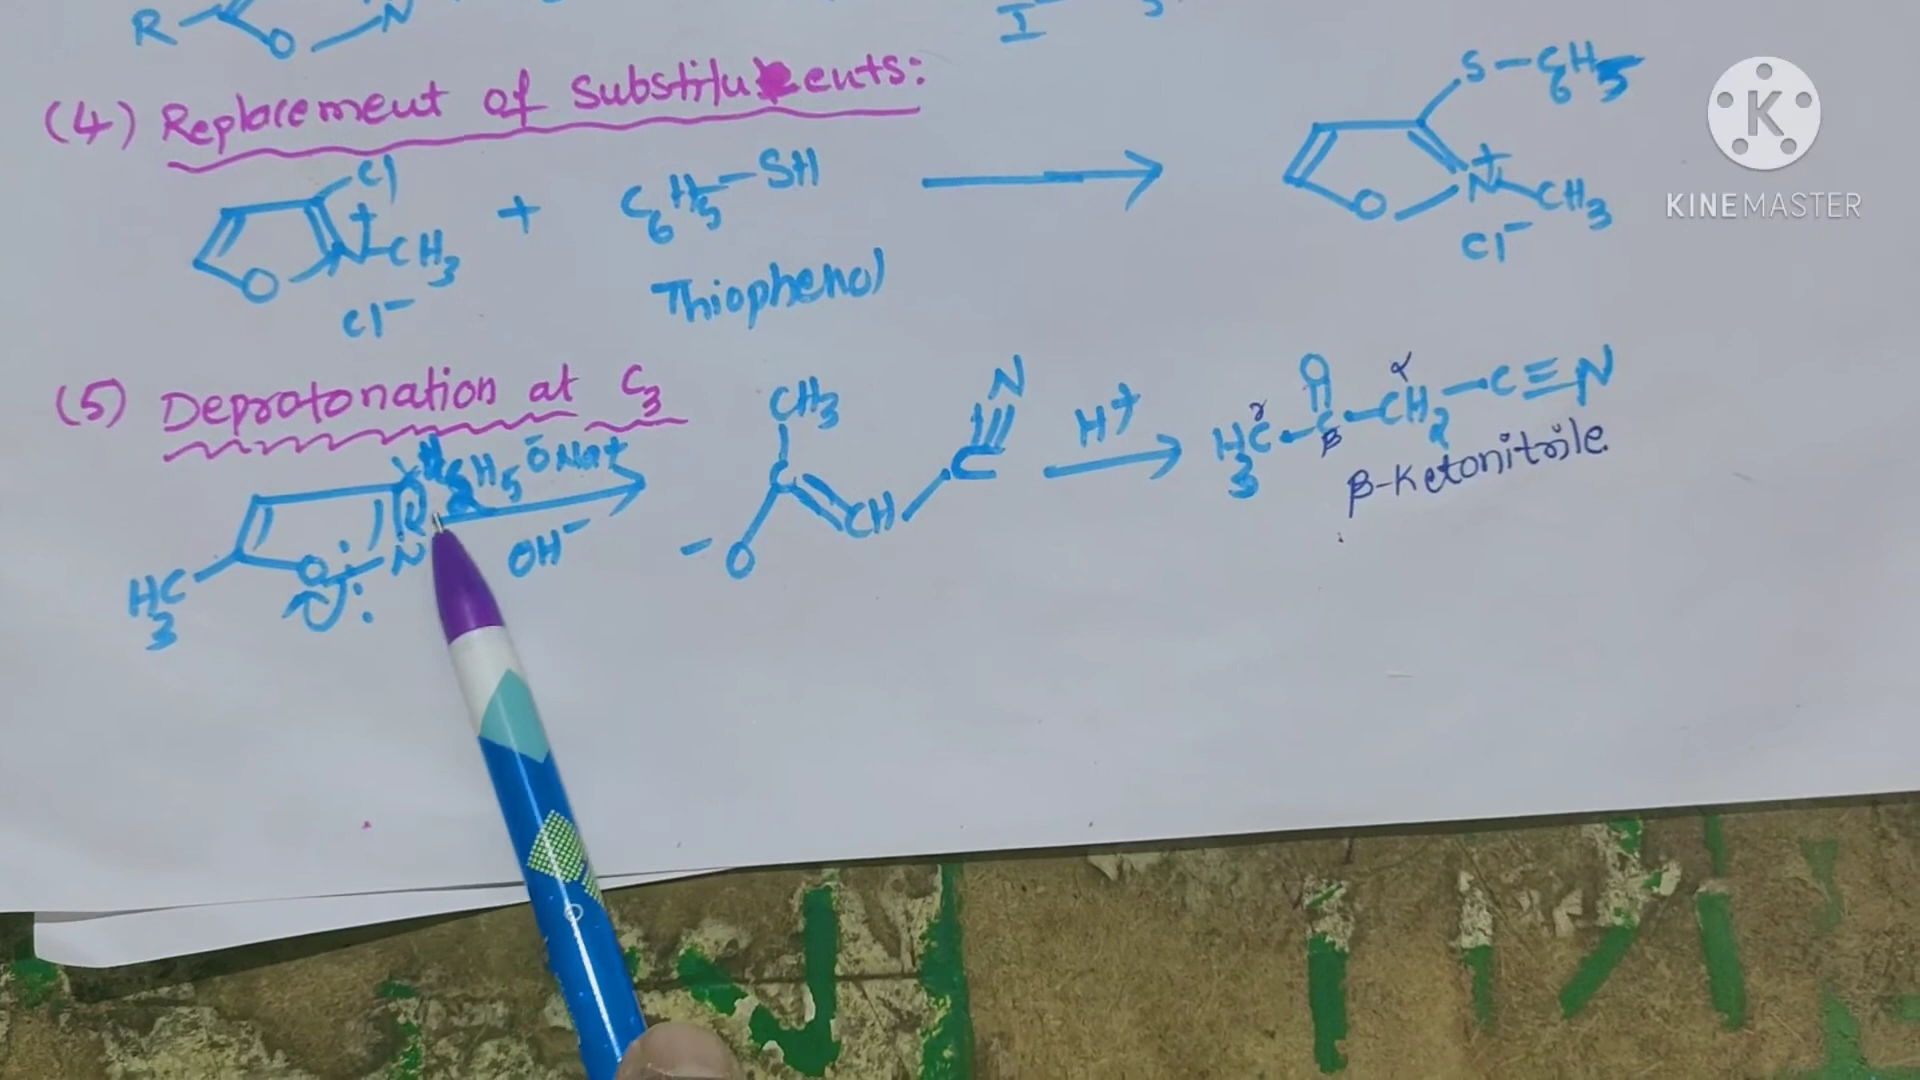 R O N I
(4) Replacement of Substituents:
Cl N⁺-CH₃ O Cl⁻ + C₆H₅-SH → S-C₆H₅ N⁺-CH₃ O Cl⁻
Thiophenol
(5) Deprotonation at C₃
H₃C O N H C₂H₅ŌNa⁺ OH⁻ → CH₃ C ⁻O CH C≡N H⁺ → H₃C-C-CH₂-C≡N O γ β α
β-Ketonitrile
K
KINEMASTER